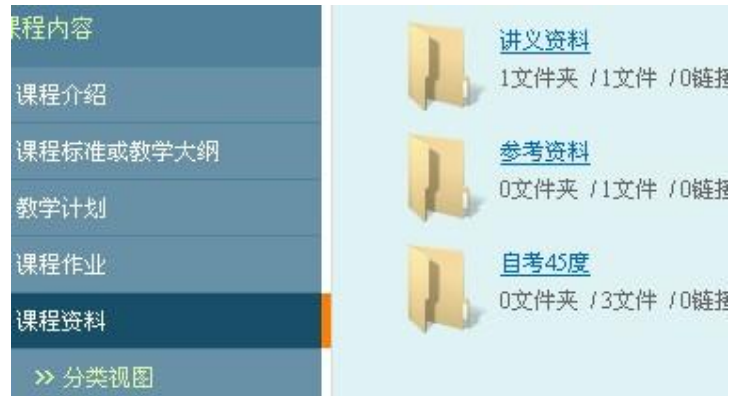 课程内容
课程介绍
课程标准或教学大纲
教学计划
课程作业
课程资料
>> 分类视图
讲义资料
1文件夹 /1文件 /0链接
参考资料
0文件夹 /1文件 /0链接
自考45度
0文件夹 /3文件 /0链接